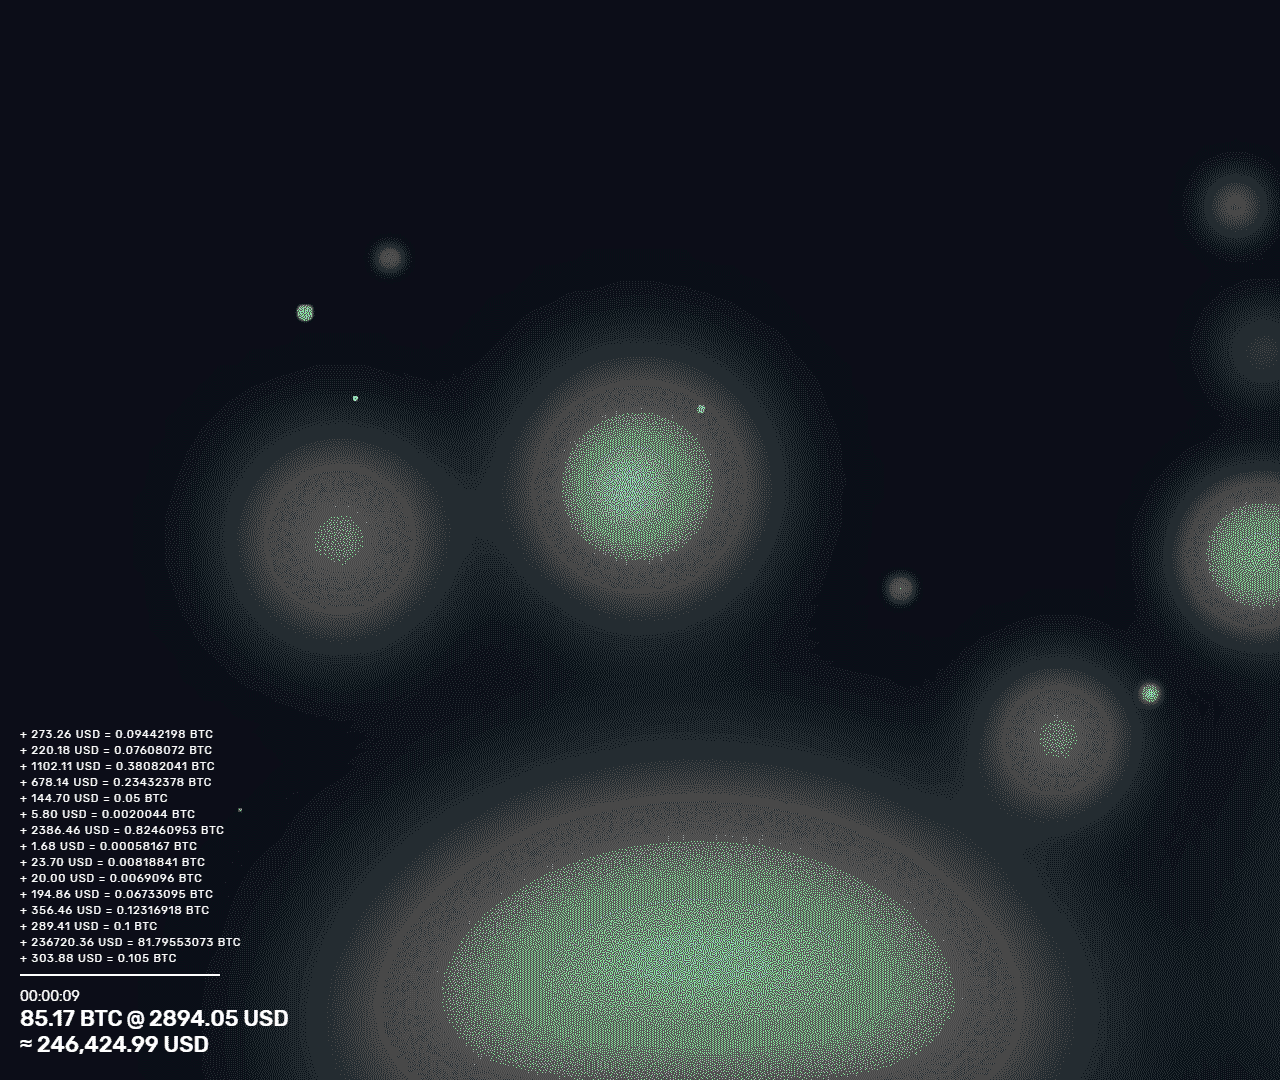 + 273.26 USD = 0.09442198 BTC
+ 220.18 USD = 0.07608072 BTC
+ 1102.11 USD = 0.38082041 BTC
+ 678.14 USD = 0.23432378 BTC
+ 144.70 USD = 0.05 BTC
+ 5.80 USD = 0.0020044 BTC
+ 2386.46 USD = 0.82460953 BTC
+ 1.68 USD = 0.00058167 BTC
+ 23.70 USD = 0.00818841 BTC
+ 20.00 USD = 0.0069096 BTC
+ 194.86 USD = 0.06733095 BTC
+ 356.46 USD = 0.12316918 BTC
+ 289.41 USD = 0.1 BTC
+ 236720.36 USD = 81.79553073 BTC
+ 303.88 USD = 0.105 BTC
00:00:09
85.17 BTC @ 2894.05 USD
≈ 246,424.99 USD